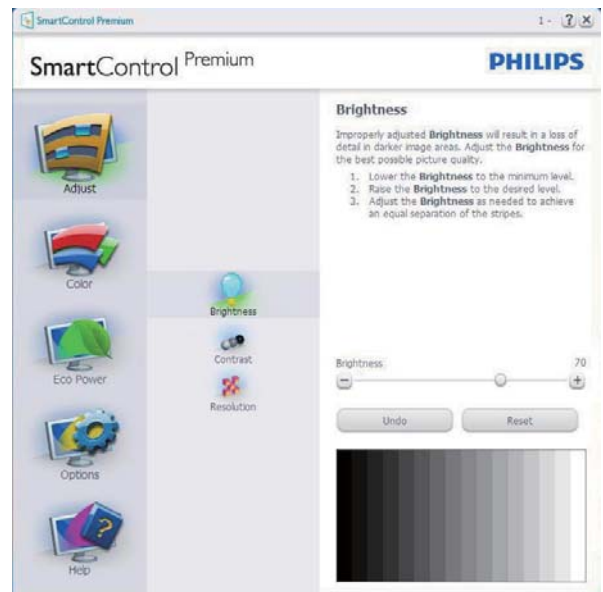 SmartControl Premium
1 -
?
SmartControl Premium
PHILIPS
Adjust
Color
Eco Power
Options
Help
Brightness
Contrast
Resolution
Brightness
Improperly adjusted Brightness will result in a loss of
detail in darker image areas. Adjust the Brightness for
the best possible picture quality.
1. Lower the Brightness to the minimum level.
2. Raise the Brightness to the desired level.
3. Adjust the Brightness as needed to achieve
an equal separation of the stripes.
Brightness 70
Undo Reset